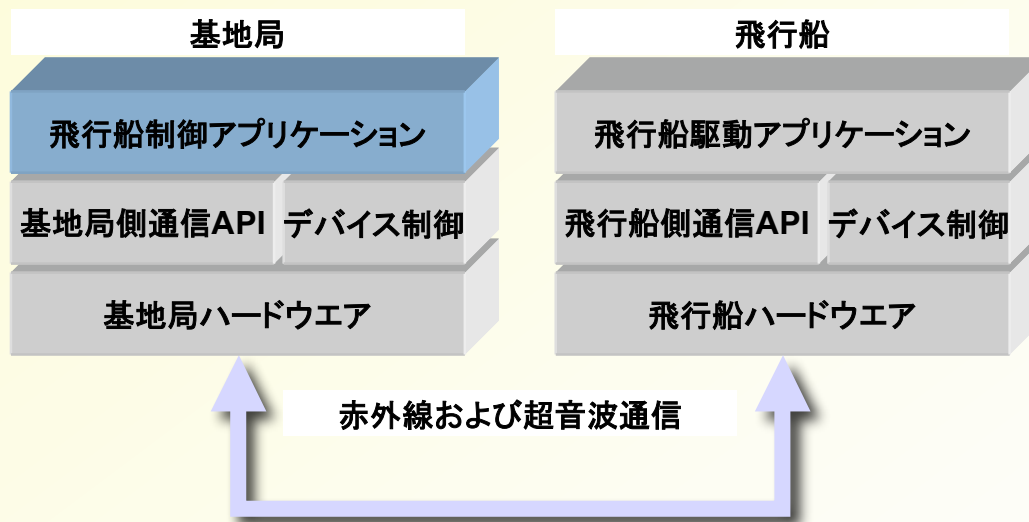 基地局
飛行船制御アプリケーション
基地局側通信API
デバイス制御
基地局ハードウエア
飛行船
飛行船駆動アプリケーション
飛行船側通信API
デバイス制御
飛行船ハードウエア
赤外線および超音波通信